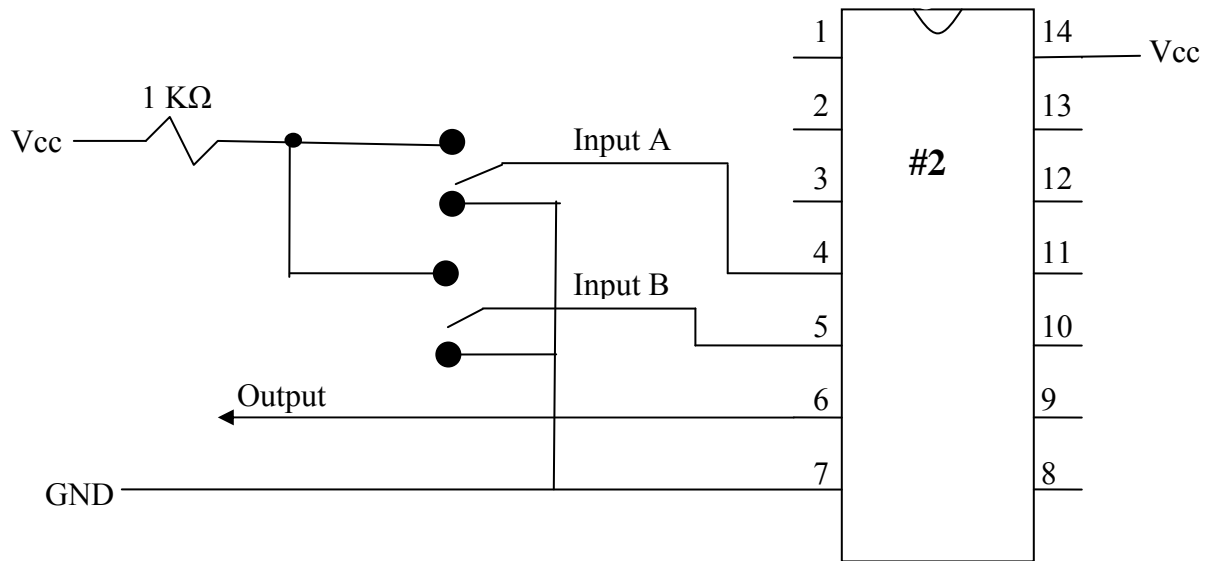 1 14
Vcc
1 KΩ
2 13
Vcc
Input A
#2
3 12
4 11
Input B
5 10
Output
6 9
GND
7 8